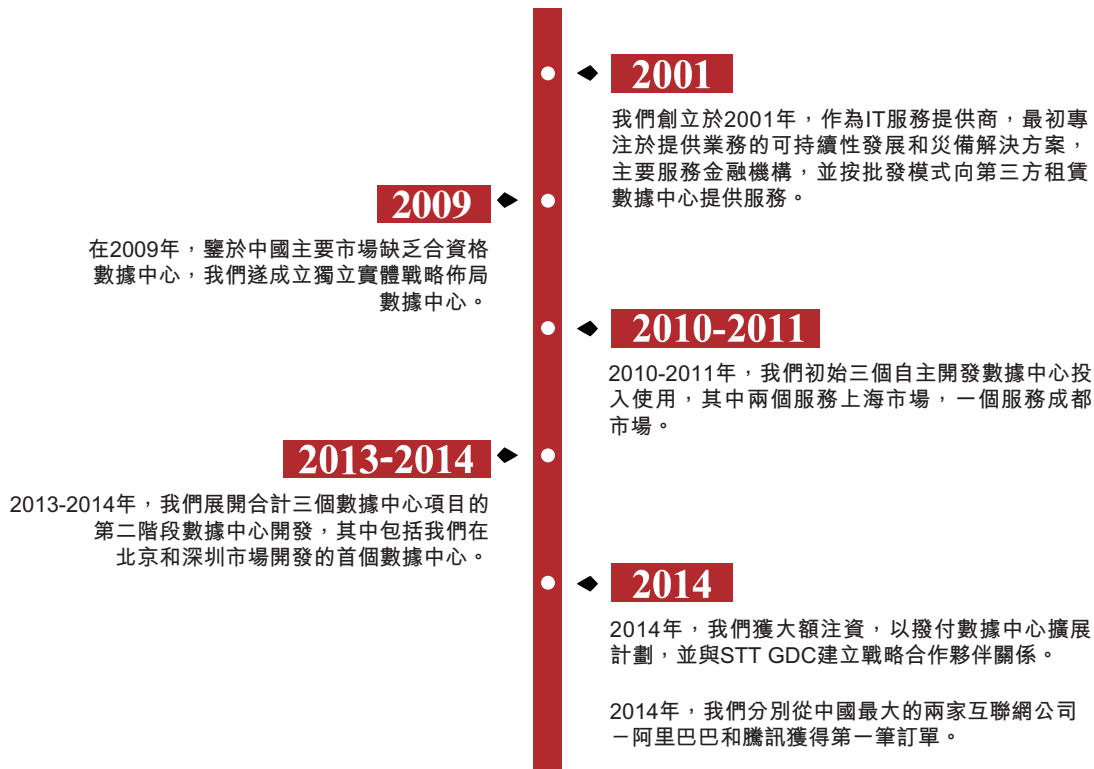 2001
我們創立於2001年，作為IT服務提供商，最初專
注於提供業務的可持續性發展和災備解決方案，
主要服務金融機構，並按批發模式向第三方租賃
數據中心提供服務。
2009
在2009年，鑒於中國主要市場缺乏合資格
數據中心，我們遂成立獨立實體戰略佈局
數據中心。
2010-2011
2010-2011年，我們初始三個自主開發數據中心投
入使用，其中兩個服務上海市場，一個服務成都
市場。
2013-2014
2013-2014年，我們展開合計三個數據中心項目的
第二階段數據中心開發，其中包括我們在
北京和深圳市場開發的首個數據中心。
2014
2014年，我們獲大額注資，以撥付數據中心擴展
計劃，並與STT GDC建立戰略合作夥伴關係。
2014年，我們分別從中國最大的兩家互聯網公司
－阿里巴巴和騰訊獲得第一筆訂單。